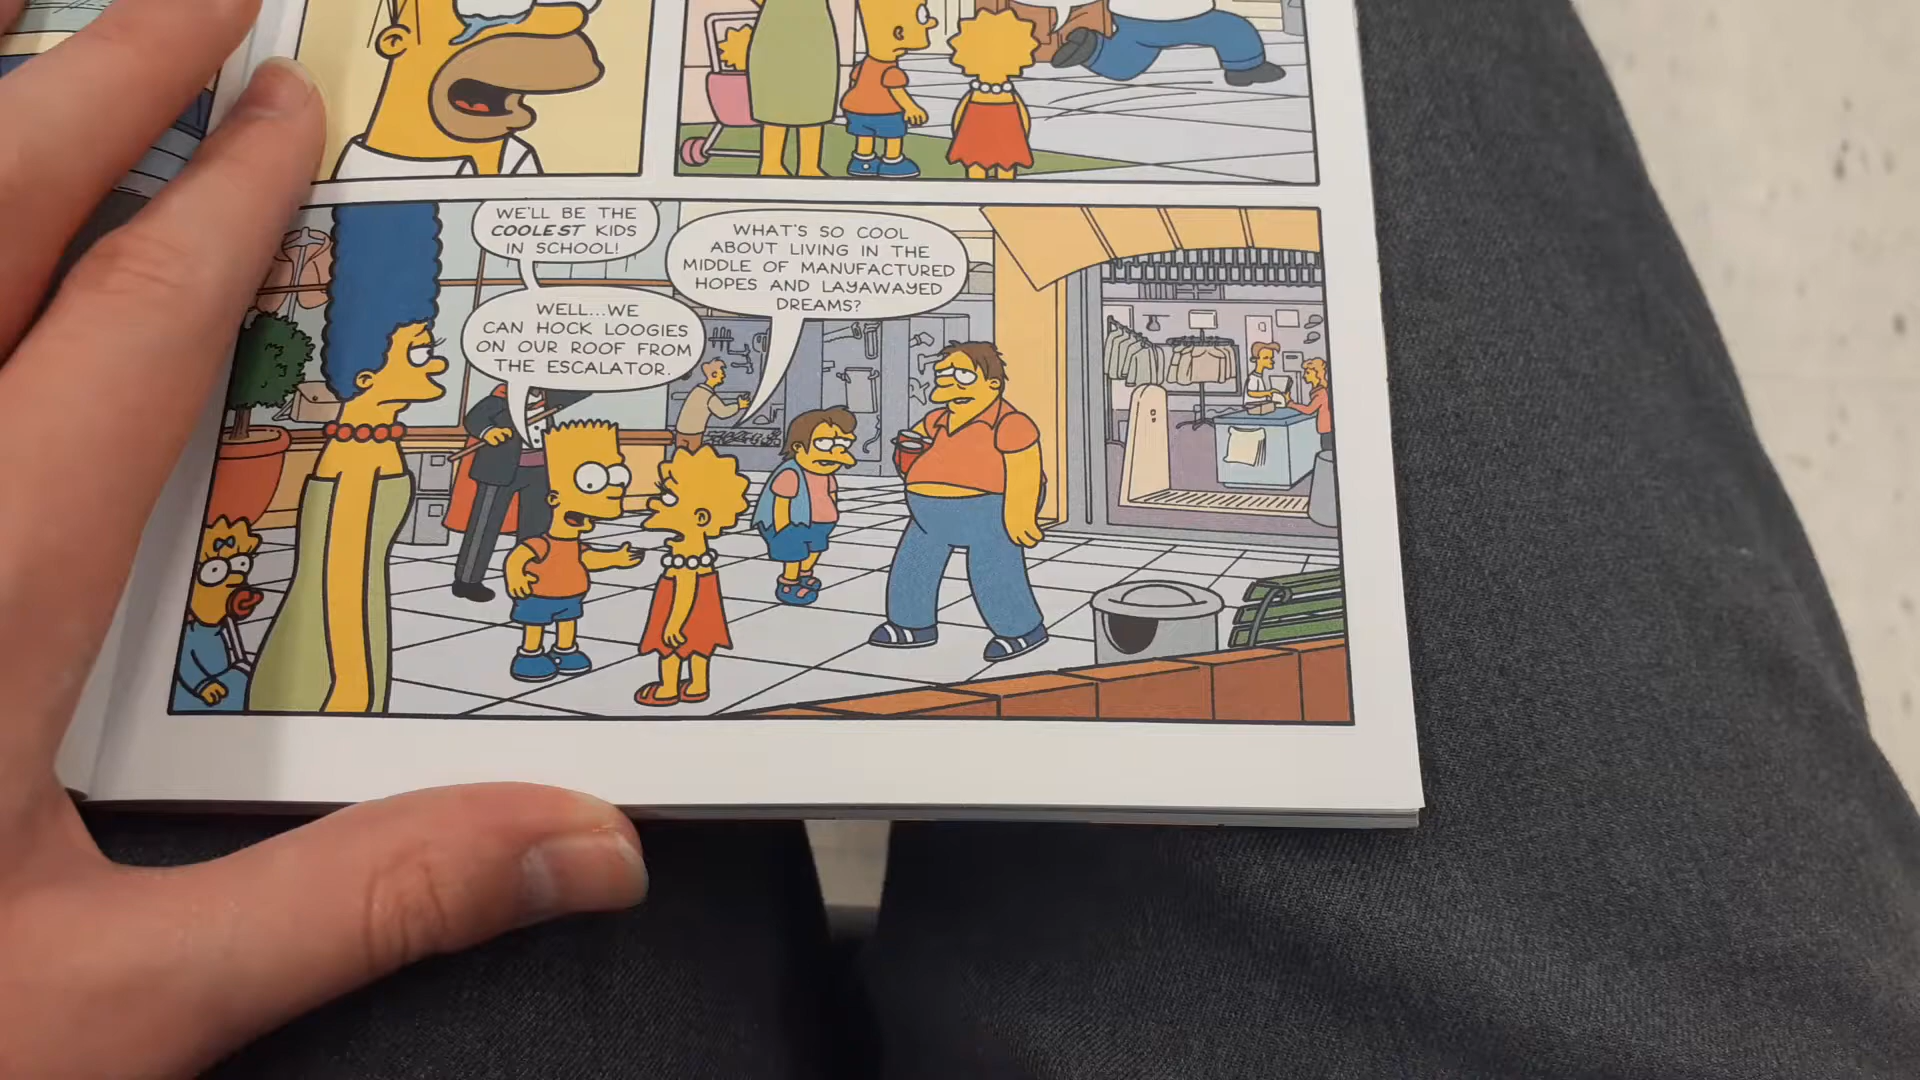 WE'LL BE THE
COOLEST KIDS
IN SCHOOL!
WHAT'S SO COOL
ABOUT LIVING IN THE
MIDDLE OF MANUFACTURED
HOPES AND LAYAWAYED
DREAMS?
WELL...WE
CAN HOCK LOOGIES
ON OUR ROOF FROM
THE ESCALATOR.